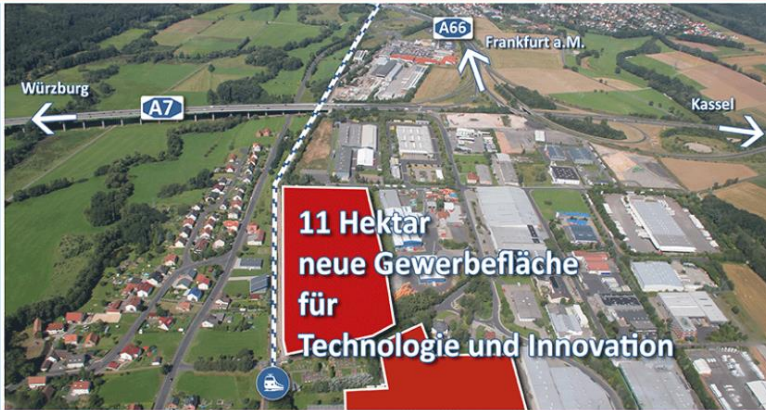 A66
Frankfurt a.M.
Würzburg
A7
Kassel
11 Hektar
neue Gewerbefläche
für
Technologie und Innovation